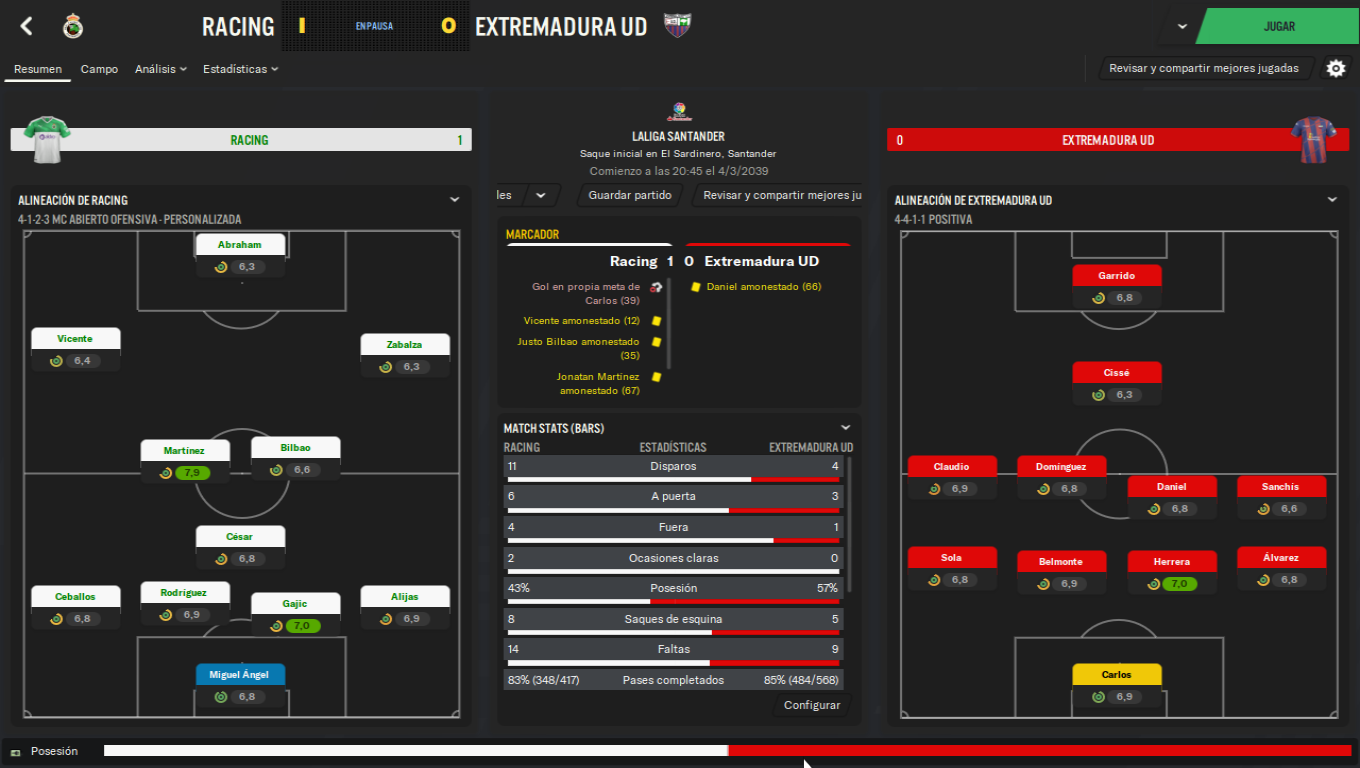 RACING
1
EN PAUSA
0
EXTREMADURA UD
JUGAR
Resumen
Campo
Análisis
Estadísticas
Revisar y compartir mejores jugadas
RACING
1
LALIGA SANTANDER
Saque inicial en El Sardinero, Santander
Comienzo a las 20:45 el 4/3/2039
0
EXTREMADURA UD
les
Guardar partido
Revisar y compartir mejores ju
ALINEACIÓN DE RACING
4-1-2-3 MC ABIERTO OFENSIVA - PERSONALIZADA
Abraham
6,3
Vicente
6,4
Zabalza
6,3
Martínez
7,9
Bilbao
6,6
César
6,8
Ceballos
6,8
Rodríguez
6,9
Gajic
7,0
Alijas
6,9
Miguel Ángel
6,8
MARCADOR
Racing 1 0 Extremadura UD
Gol en propia meta de
Carlos (39)
Daniel amonestado (66)
Vicente amonestado (12)
Justo Bilbao amonestado
(35)
Jonatan Martínez
amonestado (67)
MATCH STATS (BARS)
RACING ESTADÍSTICAS EXTREMADURA UD
11 Disparos 4
6 A puerta 3
4 Fuera 1
2 Ocasiones claras 0
43% Posesión 57%
8 Saques de esquina 5
14 Faltas 9
83% (348/417) Pases completados 85% (484/568)
Configurar
ALINEACIÓN DE EXTREMADURA UD
4-4-1-1 POSITIVA
Garrido
6,8
Cissé
6,3
Claudio
6,9
Domínguez
6,8
Daniel
6,8
Sanchís
6,6
Sola
6,8
Belmonte
6,9
Herrera
7,0
Álvarez
6,8
Carlos
6,9
Posesión